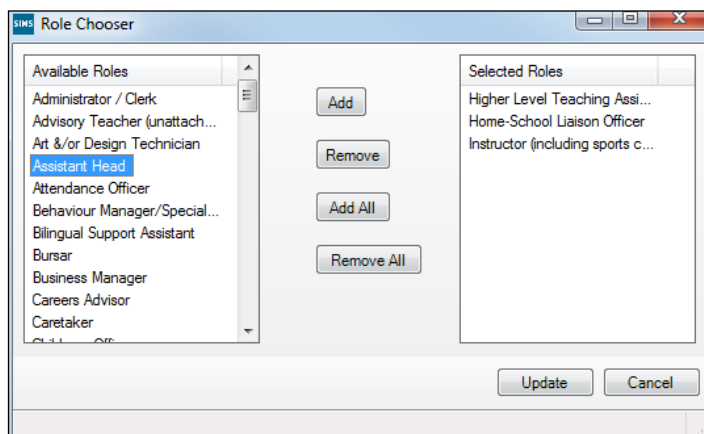 SIMS Role Chooser
Available Roles
Administrator / Clerk
Advisory Teacher (unattach...
Art &/or Design Technician
Assistant Head
Attendance Officer
Behaviour Manager/Special...
Bilingual Support Assistant
Bursar
Business Manager
Careers Advisor
Caretaker
Add
Remove
Add All
Remove All
Selected Roles
Higher Level Teaching Assi...
Home-School Liaison Officer
Instructor (including sports c...
Update
Cancel